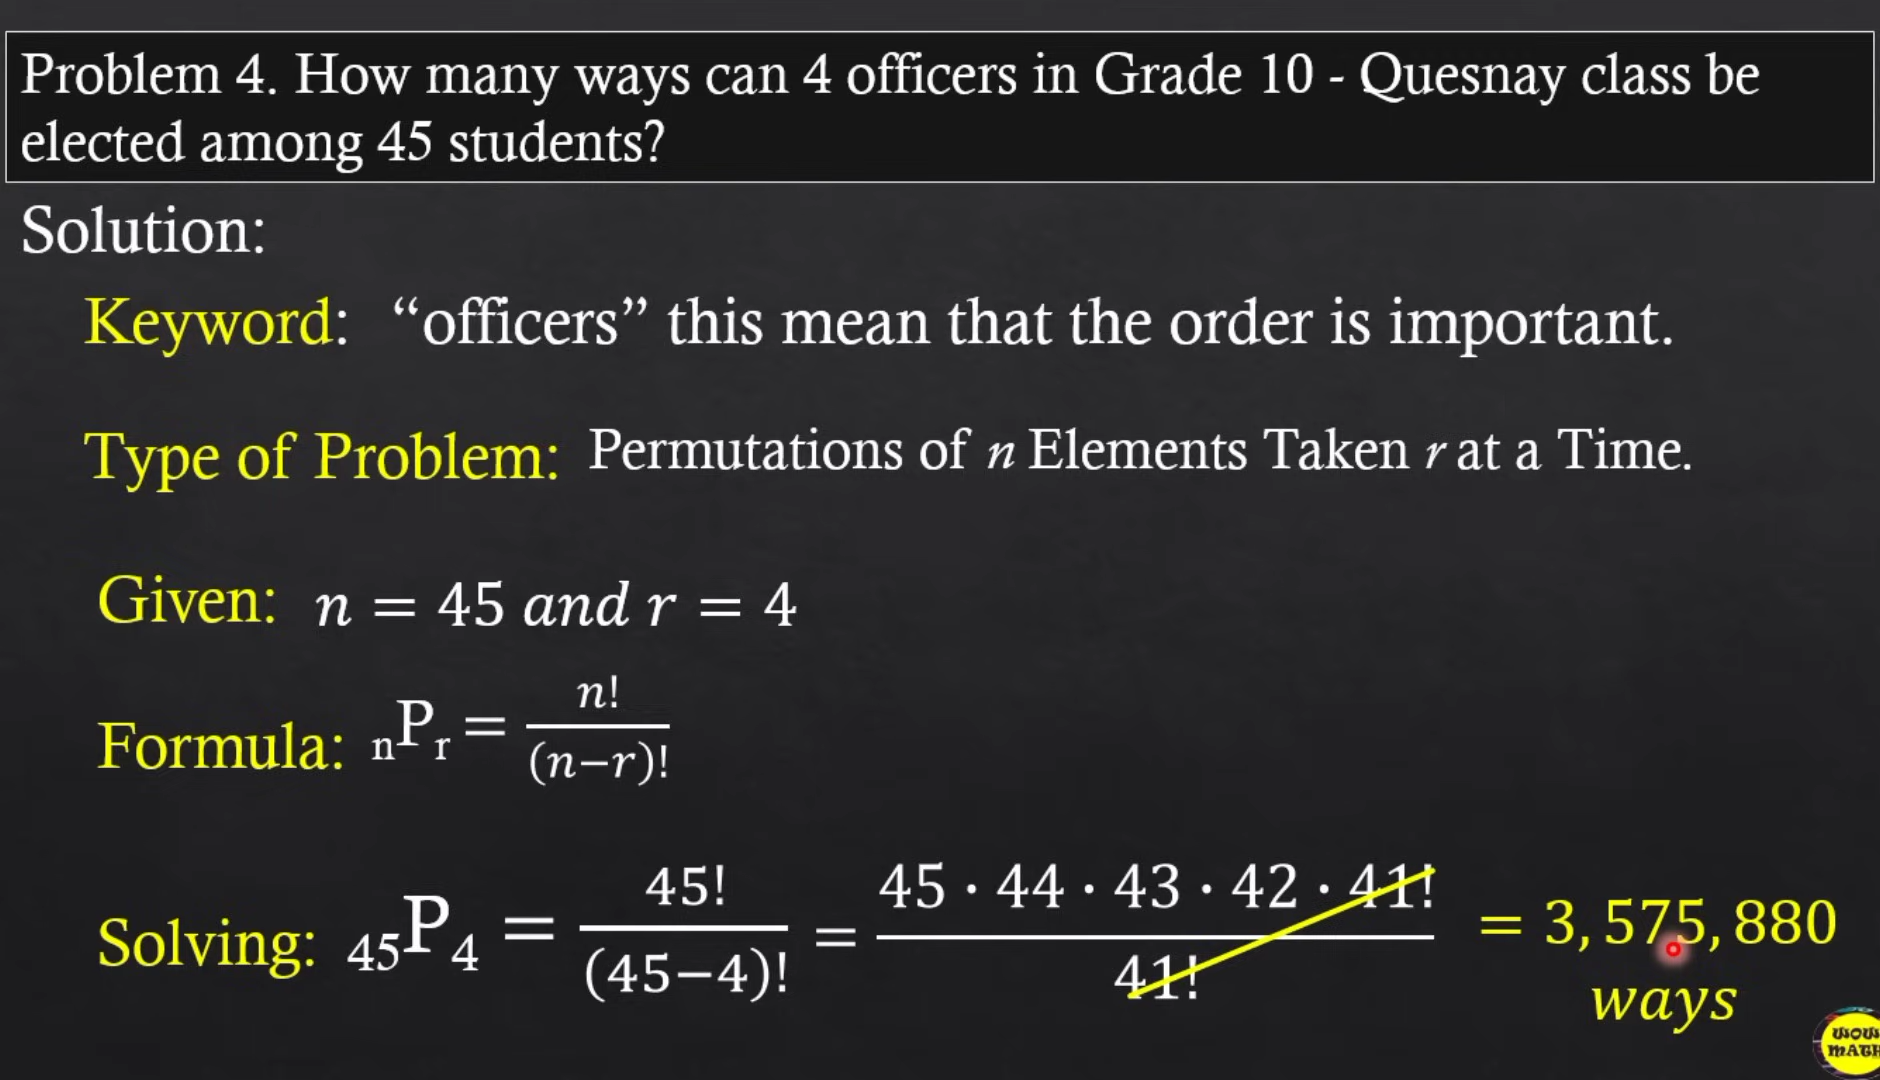 Problem 4. How many ways can 4 officers in Grade 10 - Quesnay class be
elected among 45 students?
Solution:
Keyword: “officers” this mean that the order is important.
Type of Problem: Permutations of n Elements Taken r at a Time.
Given: n = 45 and r = 4
Formula: nPr = n!/(n−r)!
Solving: 45P4 = 45!/(45−4)! = 45 · 44 · 43 · 42 · 41!/41! = 3,575,880
ways
WOW
MATH